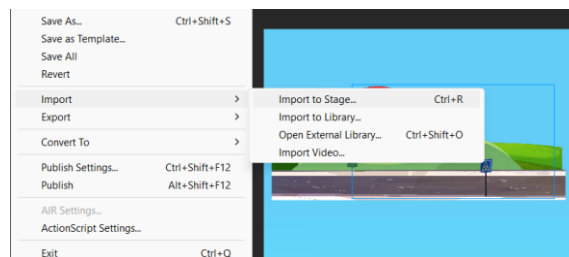 Save As... Ctrl+Shift+S
Save as Template...
Save All
Revert
Import >
Export >
Convert To >
Publish Settings... Ctrl+Shift+F12
Publish Alt+Shift+F12
AIR Settings...
ActionScript Settings...
Exit Ctrl+Q
Import to Stage... Ctrl+R
Import to Library...
Open External Library... Ctrl+Shift+O
Import Video...